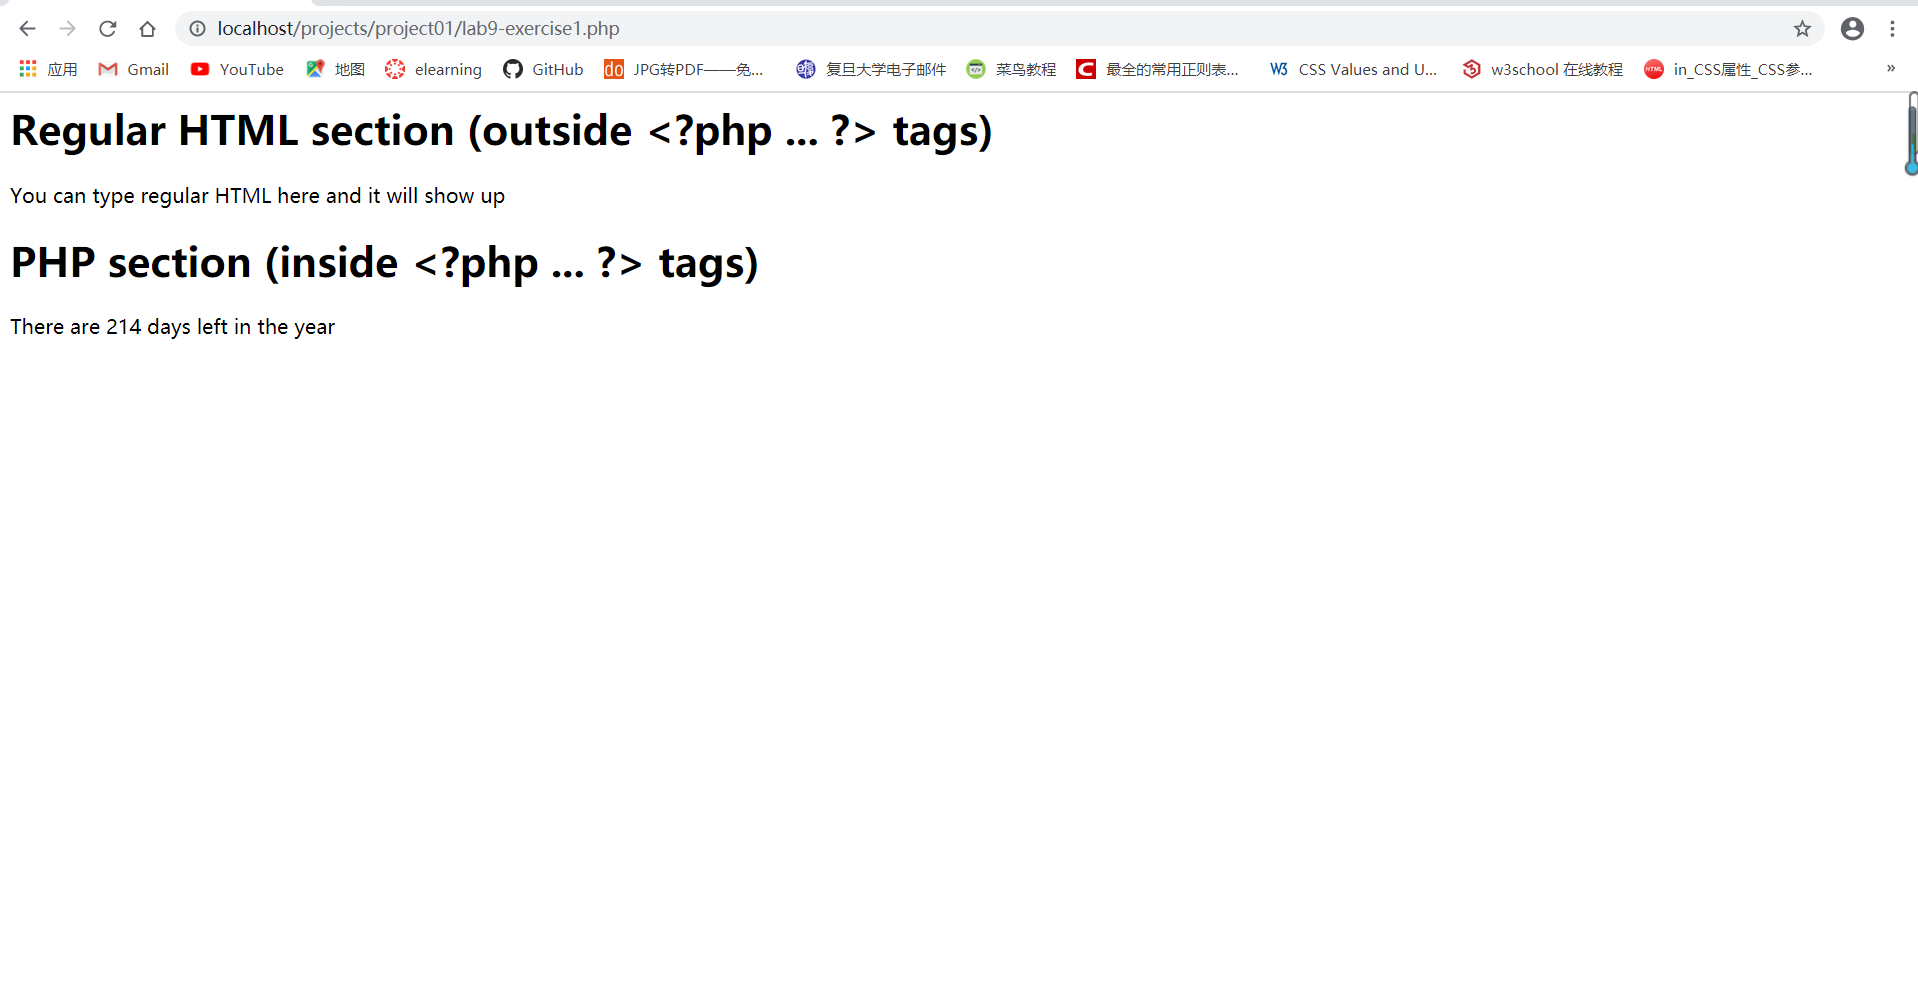 localhost/projects/project01/lab9-exercise1.php
应用 Gmail YouTube 地图 elearning GitHub JPG转PDF——免... 复旦大学电子邮件 菜鸟教程 最全的常用正则表... CSS Values and U... w3school 在线教程 in_CSS属性_CSS参... »
Regular HTML section (outside <?php ... ?> tags)
You can type regular HTML here and it will show up
PHP section (inside <?php ... ?> tags)
There are 214 days left in the year